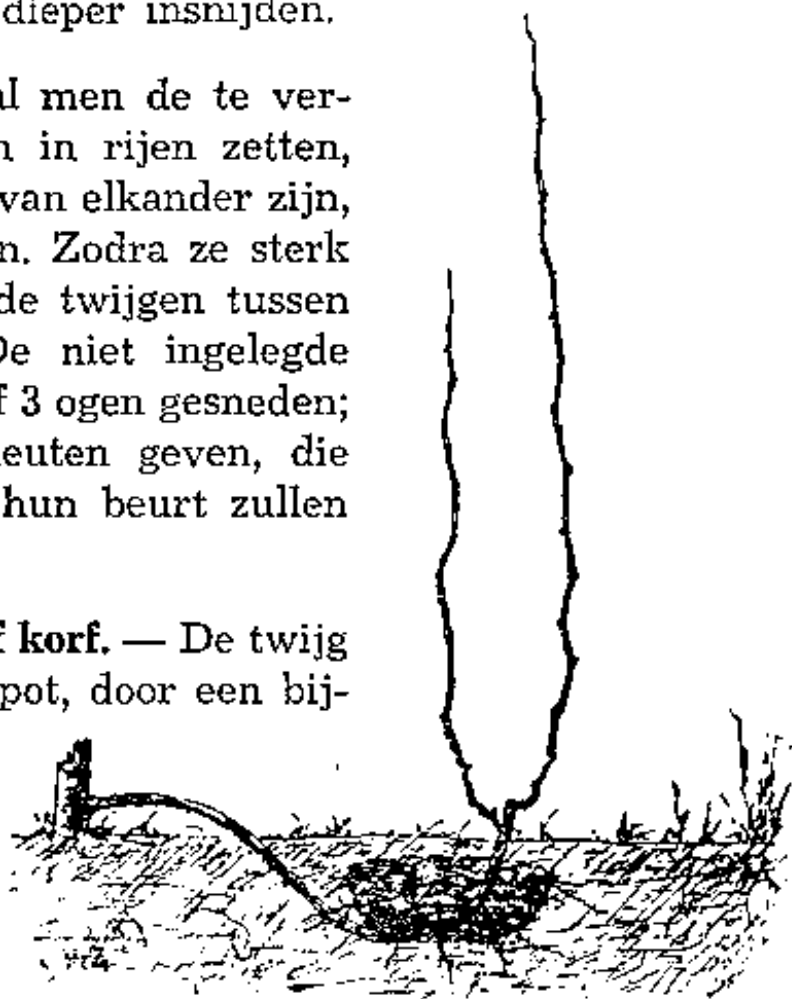 dieper insnijden.
al men de te ver-
n in rijen zetten,
van elkander zijn,
n. Zodra ze sterk
de twijgen tussen
De niet ingelegde
f 3 ogen gesneden;
euten geven, die
hun beurt zullen
f korf. — De twijg
pot, door een bij-